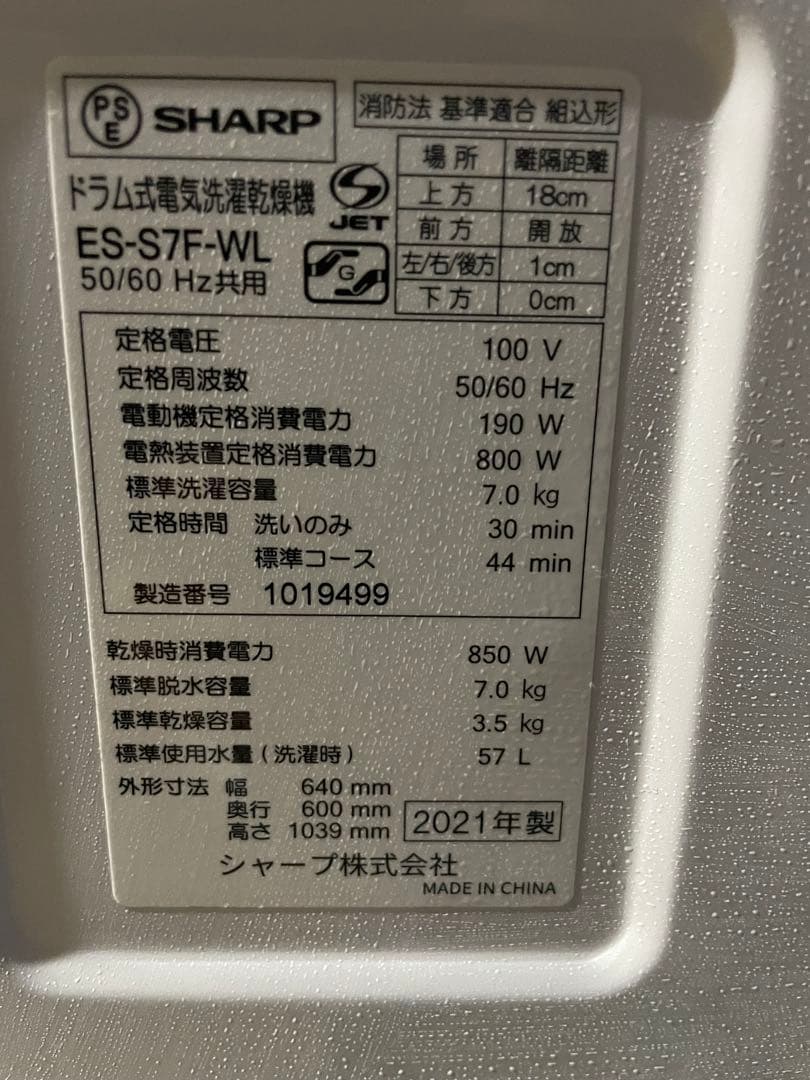 PSE SHARP
消防法 基準適合 組込形
場所 離隔距離
上方 18cm
前方 開放
左/右/後方 1cm
下方 0cm
ドラム式電気洗濯乾燥機
S JET
ES-S7F-WL
G
50/60 Hz共用
定格電圧 100 V
定格周波数 50/60 Hz
電動機定格消費電力 190 W
電熱装置定格消費電力 800 W
標準洗濯容量 7.0 kg
定格時間 洗いのみ 30 min
標準コース 44 min
製造番号 1019499
乾燥時消費電力 850 W
標準脱水容量 7.0 kg
標準乾燥容量 3.5 kg
標準使用水量(洗濯時) 57 L
外形寸法 幅 640 mm
奥行 600 mm
高さ 1039 mm
2021年製
シャープ株式会社
MADE IN CHINA